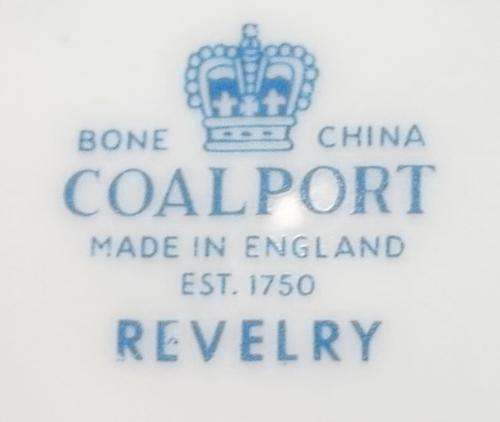 BONE CHINA
COALPORT
MADE IN ENGLAND
EST. 1750
REVELRY